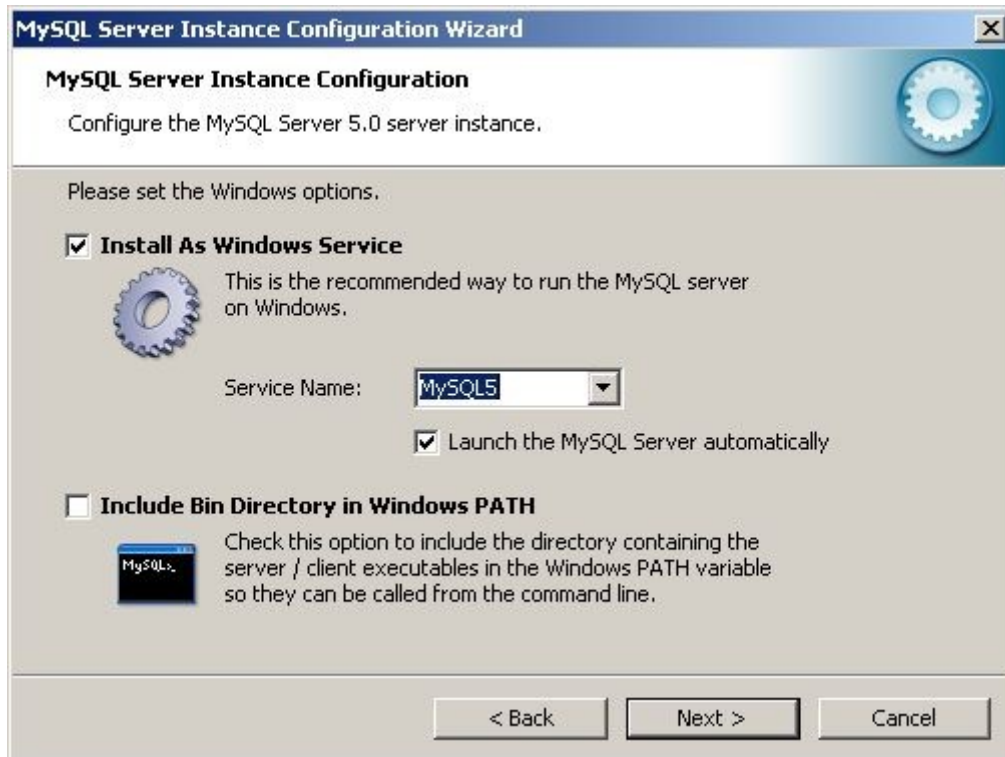 MySQL Server Instance Configuration Wizard
MySQL Server Instance Configuration
Configure the MySQL Server 5.0 server instance.
Please set the Windows options.
Install As Windows Service
This is the recommended way to run the MySQL server
on Windows.
Service Name: MySQL5
Launch the MySQL Server automatically
Include Bin Directory in Windows PATH
MySQL>_
Check this option to include the directory containing the
server / client executables in the Windows PATH variable
so they can be called from the command line.
< Back Next > Cancel